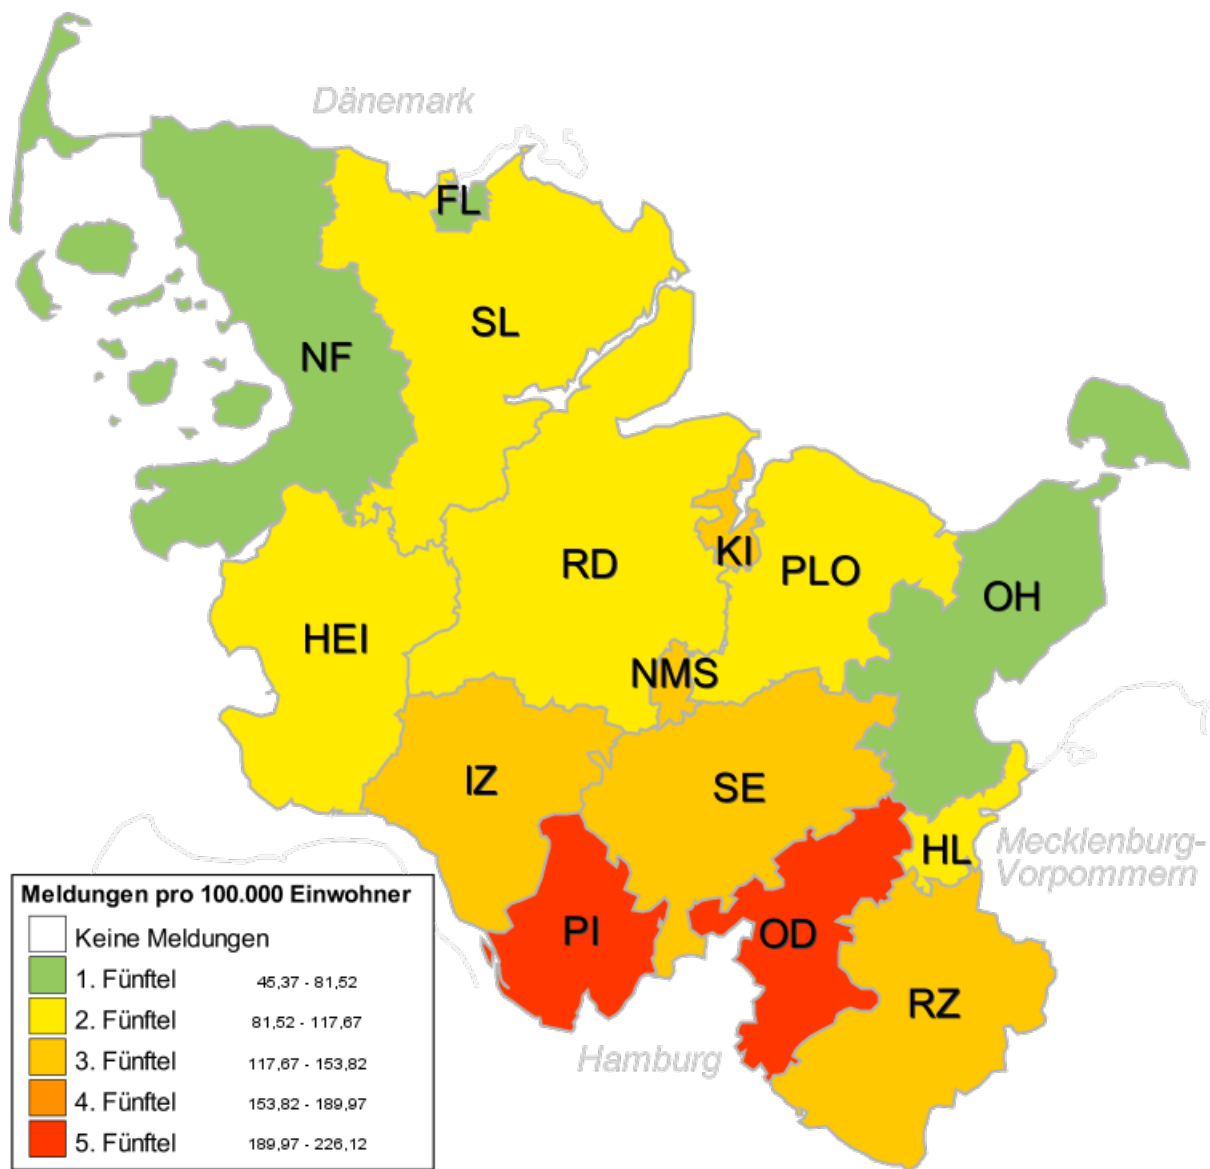 Dänemark
FL
SL
NF
RD
KI
PLO
OH
HEI
NMS
IZ
SE
HL
Mecklenburg-
Vorpommern
PI
OD
RZ
Hamburg
Meldungen pro 100.000 Einwohner
Keine Meldungen
1. Fünftel 45,37 - 81,52
2. Fünftel 81,52 - 117,67
3. Fünftel 117,67 - 153,82
4. Fünftel 153,82 - 189,97
5. Fünftel 189,97 - 226,12